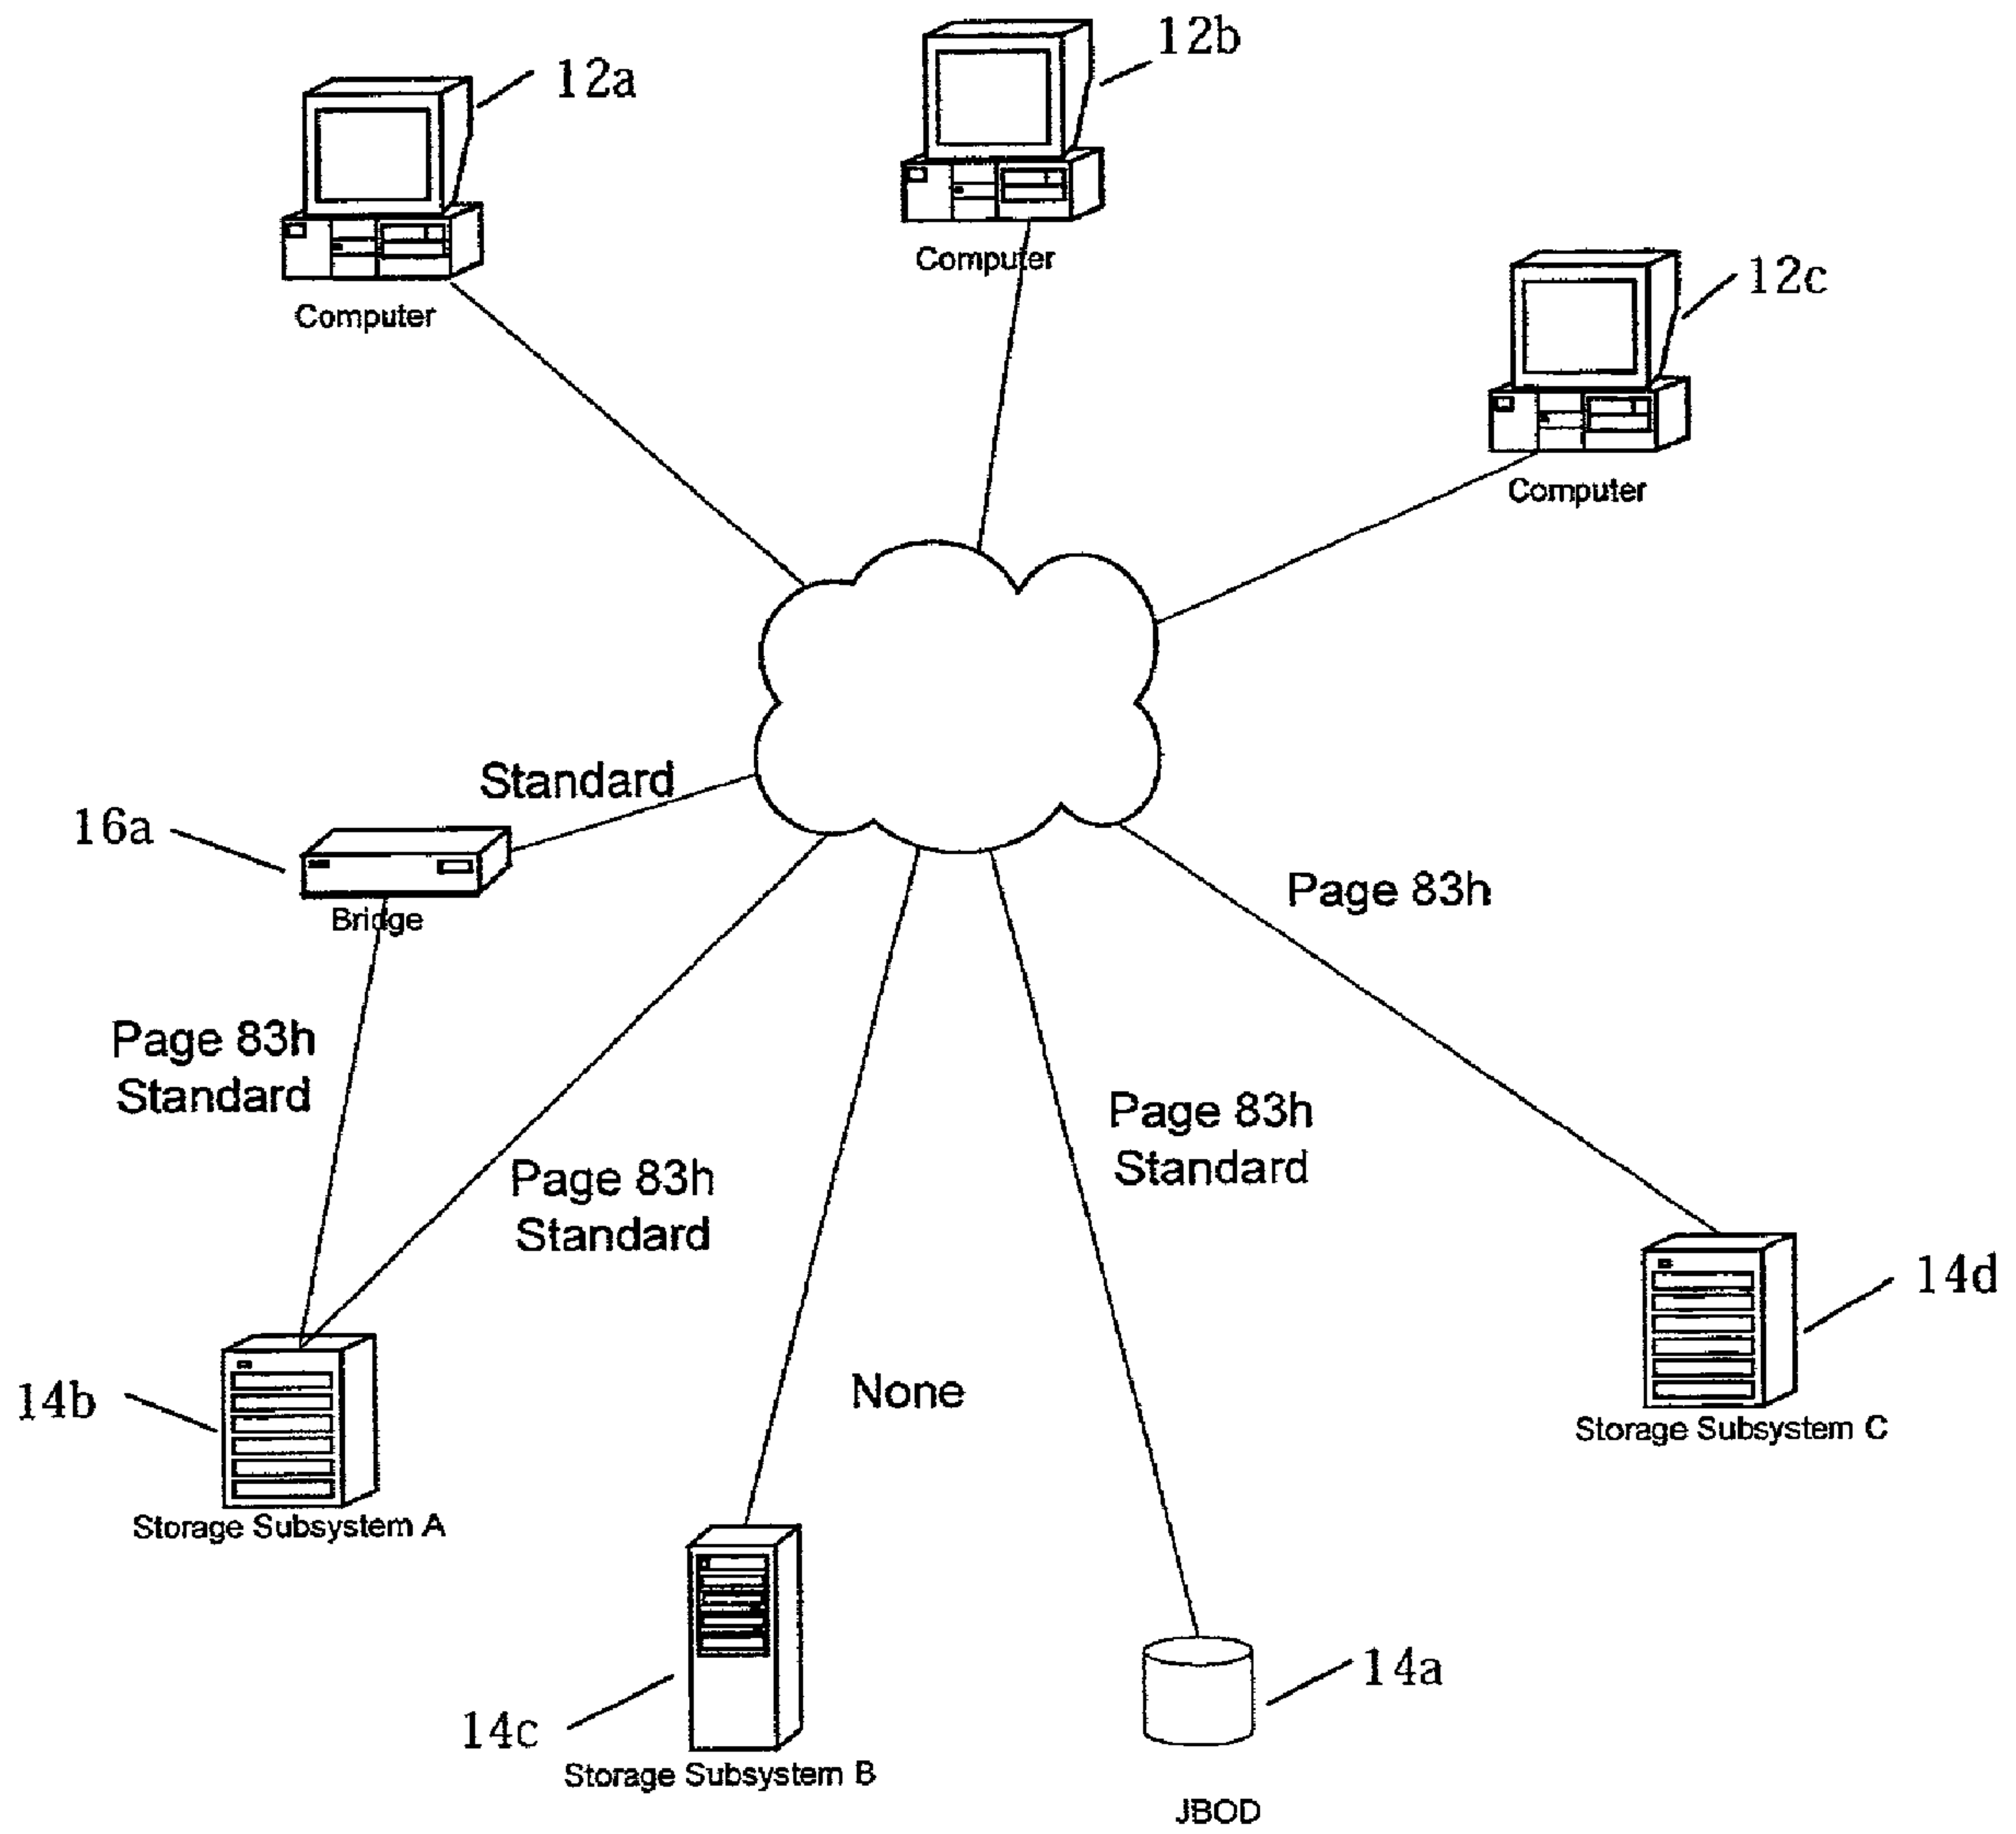 12b
12a
Computer
12c
Computer
Computer
Standard
16a
Page 83h
Bridge
Page 83h
Standard
Page 83h
Standard
Page 83h
Standard
14d
None
14b
Storage Subsystem C
Storage Subsystem A
14a
14c
Storage Subsystem B
JBOD